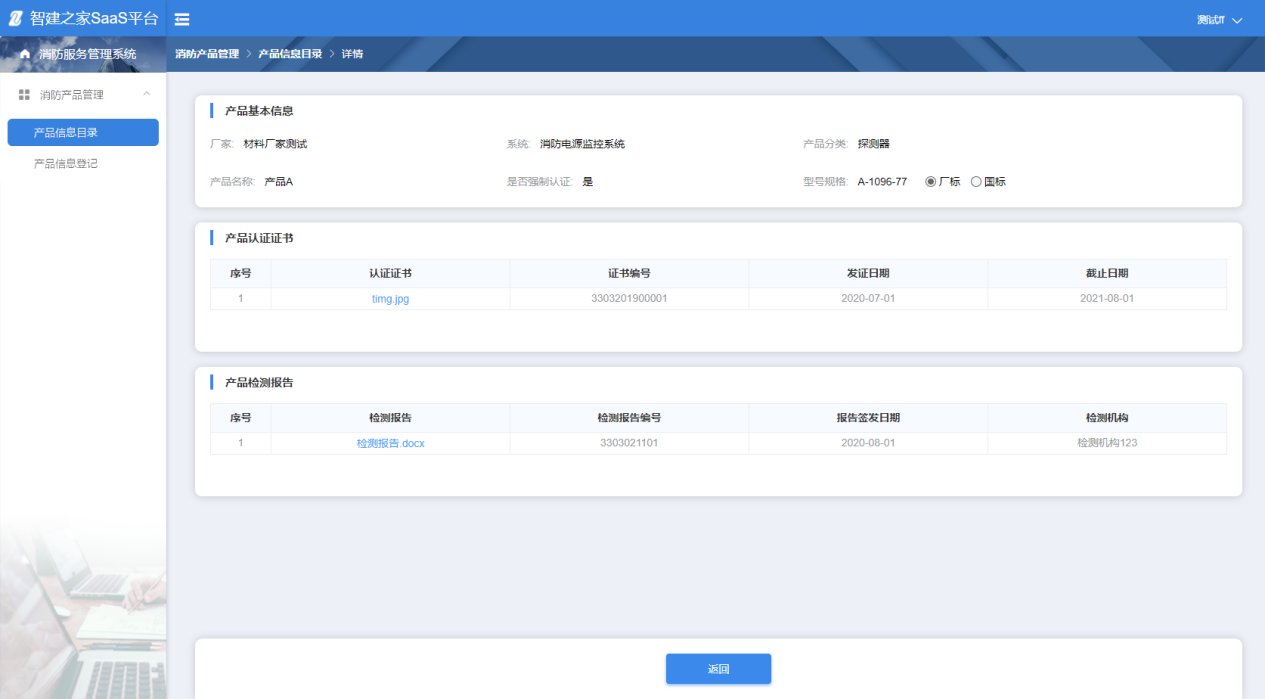 智建之家SaaS平台
消防服务管理系统
消防产品管理 > 产品信息目录 > 详情
消防产品管理
产品信息目录
产品信息登记
产品基本信息
厂家: 材料厂家测试 系统: 消防电源监控系统 产品分类: 探测器
产品名称: 产品A 是否强制认证: 是 型号规格: A-1096-77 厂标 国标
产品认证证书
序号 认证证书 证书编号 发证日期 截止日期
1 timg.jpg 3303201900001 2020-07-01 2021-08-01
产品检测报告
序号 检测报告 检测报告编号 报告签发日期 检测机构
1 检测报告.docx 3303021101 2020-08-01 检测机构123
返回